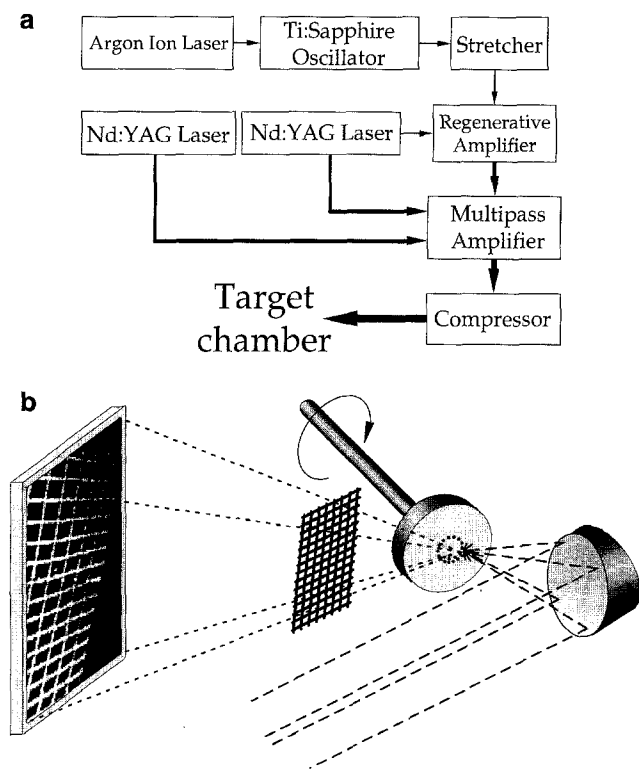 a
Argon Ion Laser
Ti:Sapphire
Oscillator
Stretcher
Nd:YAG Laser
Nd:YAG Laser
Regenerative
Amplifier
Multipass
Amplifier
Target
chamber
Compressor
b